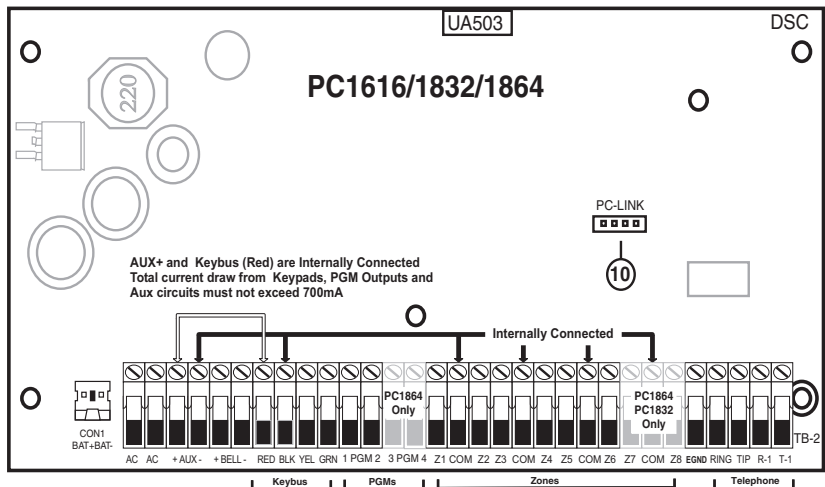 UA503
DSC
PC1616/1832/1864
220
PC-LINK
10
AUX+ and Keybus (Red) are Internally Connected
Total current draw from Keypads, PGM Outputs and
Aux circuits must not exceed 700mA
Internally Connected
PC1864
Only
PC1864
PC1832
Only
CON1
BAT+BAT-
TB-2
AC AC + AUX - + BELL - RED BLK YEL GRN 1 PGM 2 3 PGM 4 Z1 COM Z2 Z3 COM Z4 Z5 COM Z6 Z7 COM Z8 EGND RING TIP R-1 T-1
Keybus PGMs Zones Telephone